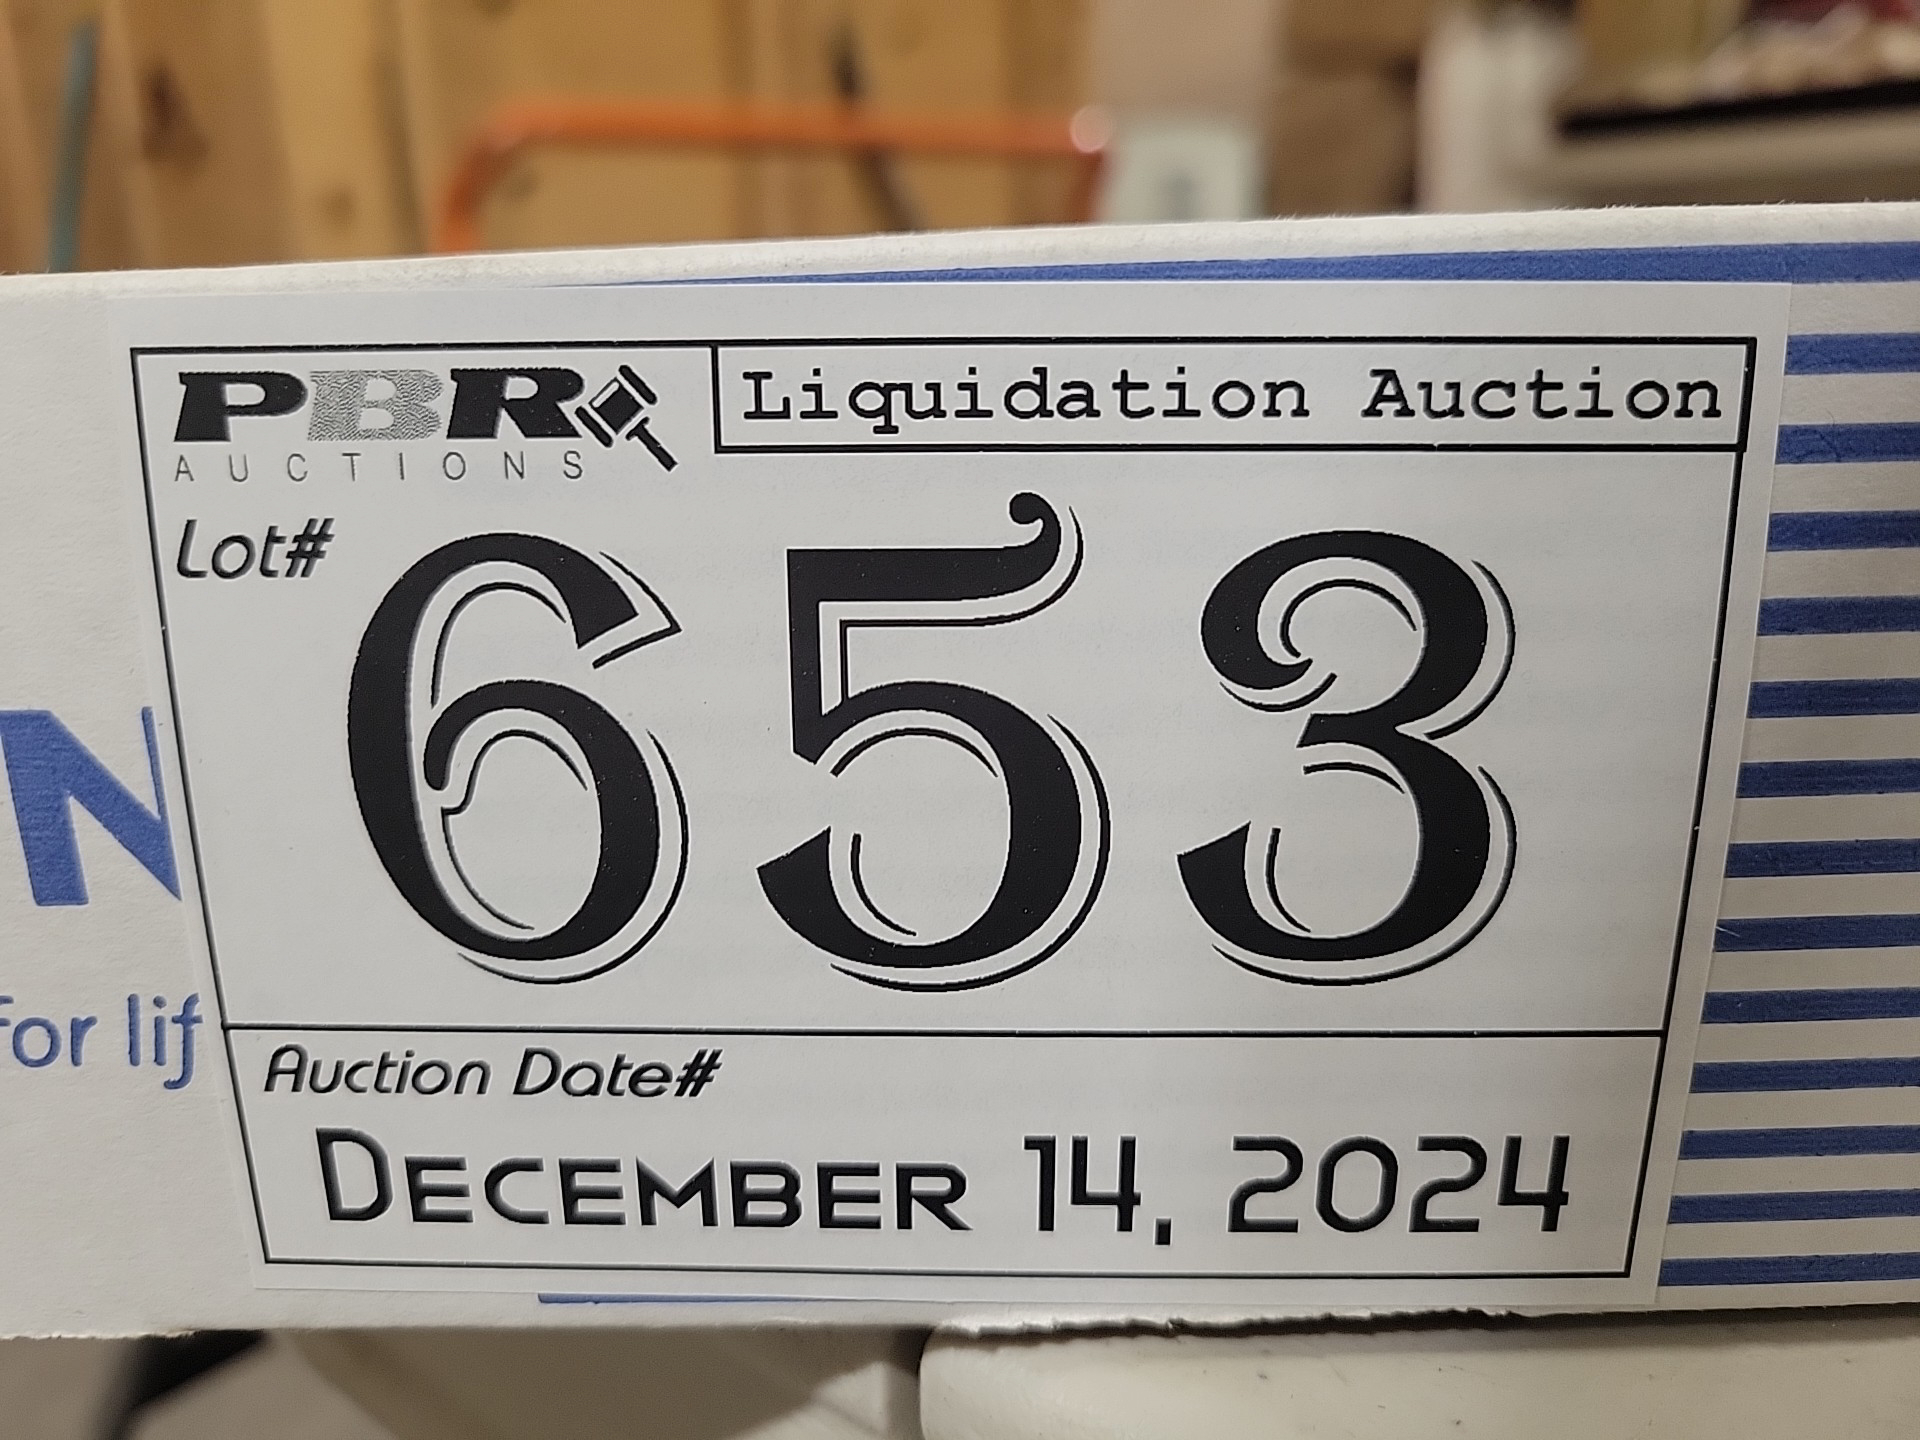 PBR
AUCTIONS
Liquidation Auction
Lot#
653
N
for lif
Auction Date#
DECEMBER 14, 2024